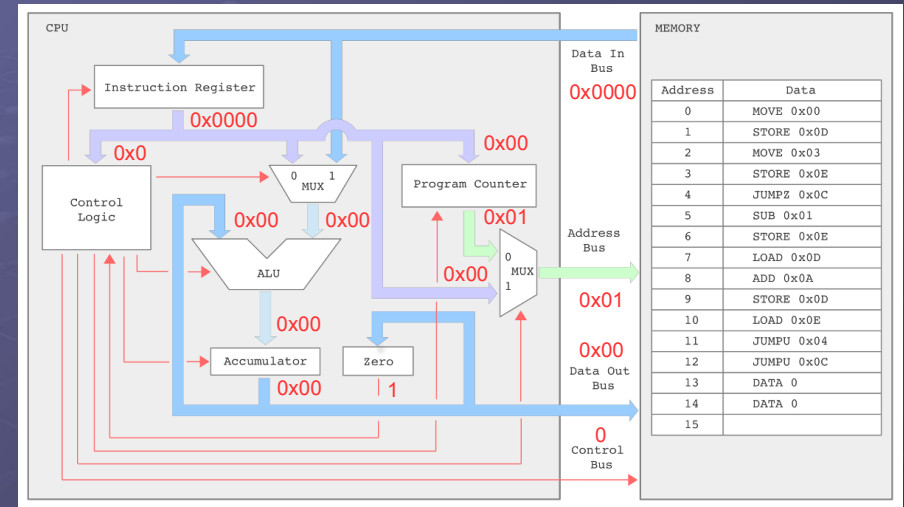 CPU
MEMORY
Data In
Bus
0x0000
Instruction Register
0x0000
0x0
0x00
0 1
MUX
Program Counter
Control
Logic
0x00
0x00
0x01
Address
Bus
0
MUX
1
0x00
ALU
0x01
0x00
0x00
Data Out
Bus
Accumulator
Zero
0x00
1
0
Control
Bus
Address Data
0 MOVE 0x00
1 STORE 0x0D
2 MOVE 0x03
3 STORE 0x0E
4 JUMPZ 0x0C
5 SUB 0x01
6 STORE 0x0E
7 LOAD 0x0D
8 ADD 0x0A
9 STORE 0x0D
10 LOAD 0x0E
11 JUMPU 0x04
12 JUMPU 0x0C
13 DATA 0
14 DATA 0
15